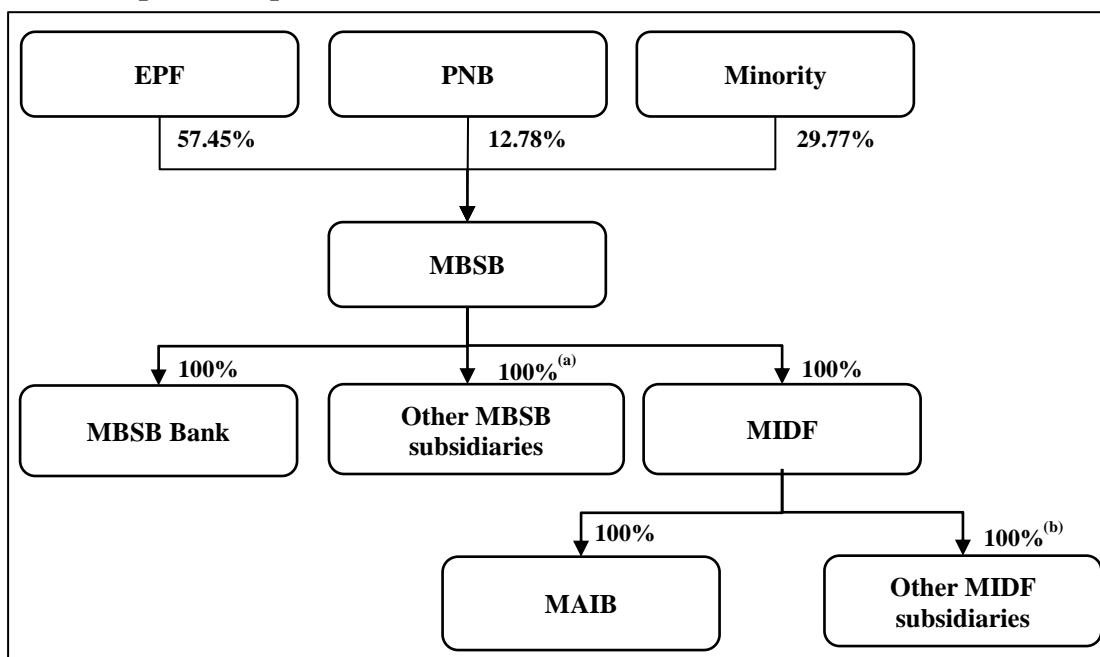 EPF
PNB
Minority
57.45%
12.78%
29.77%
MBSB
100%
100%(a)
100%
MBSB Bank
Other MBSB
subsidiaries
MIDF
100%
100%(b)
MAIB
Other MIDF
subsidiaries